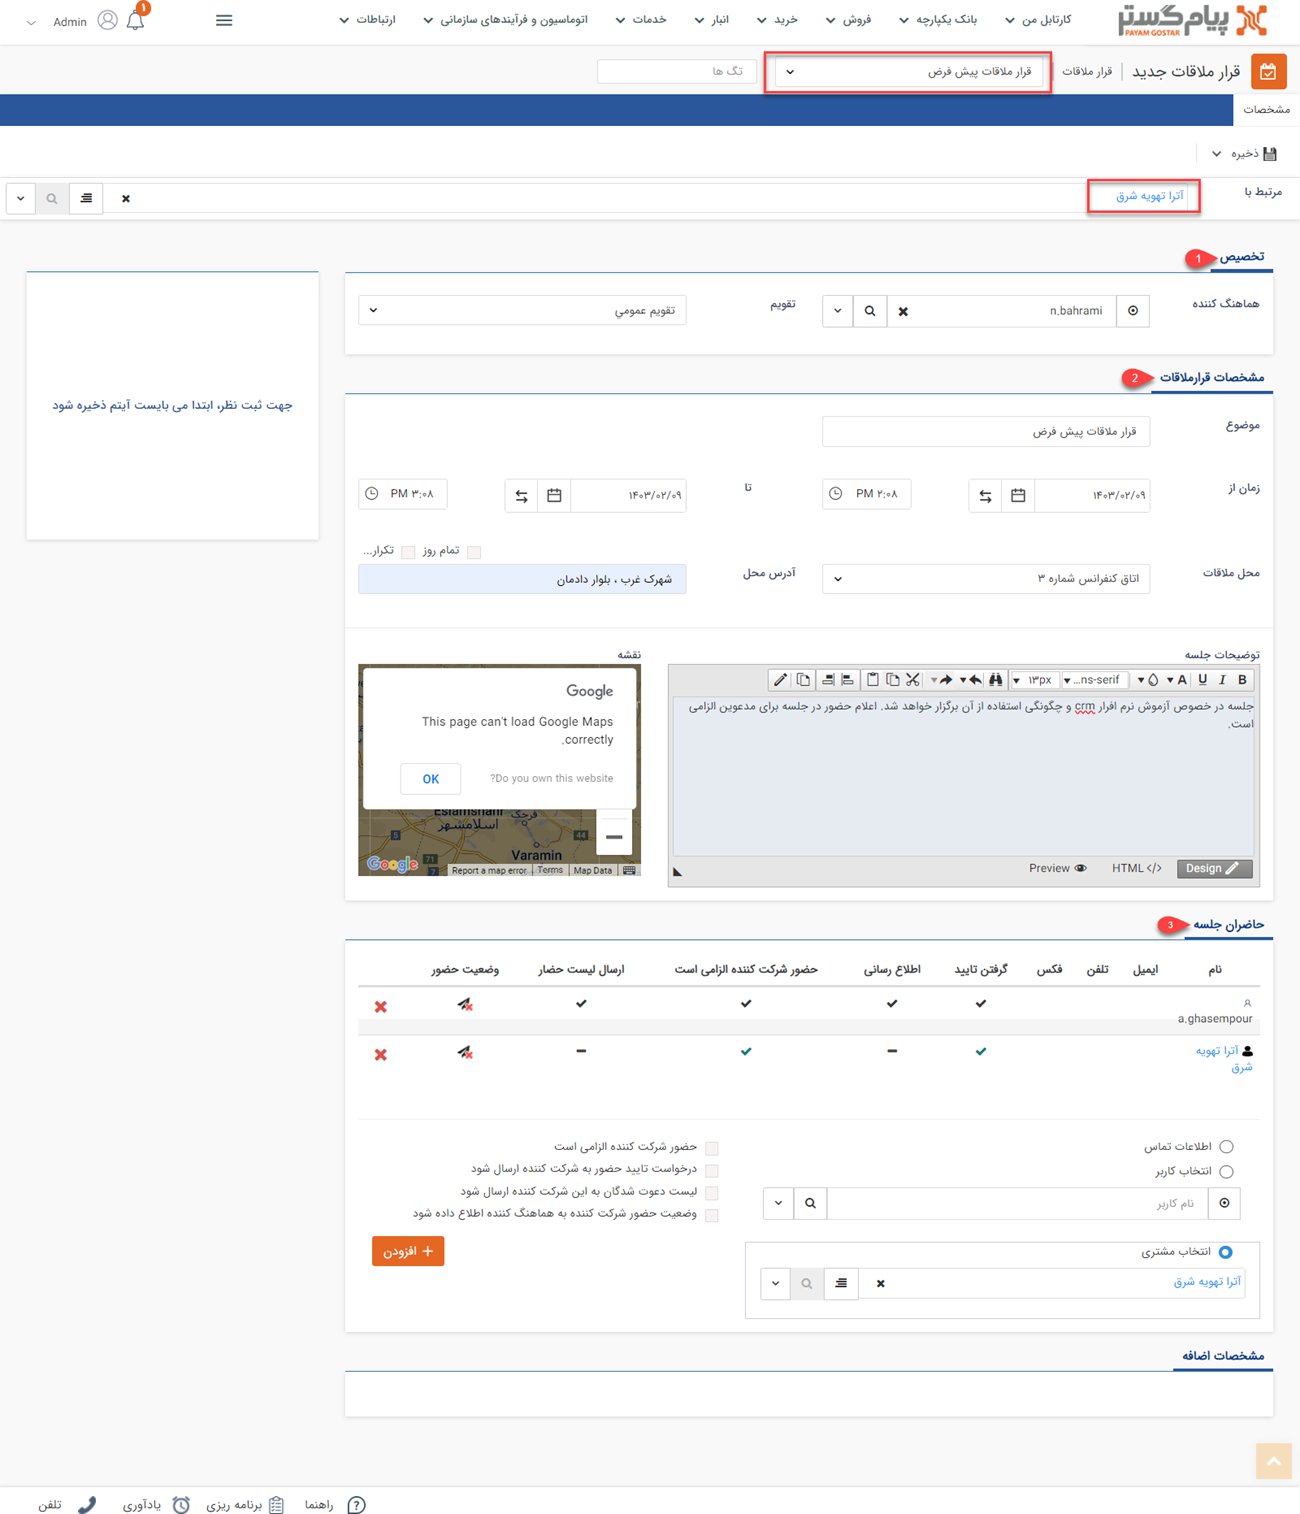 پیام‌گستر
PAYAM GOSTAR
کارتابل من
بانک یکپارچه
فروش
خرید
انبار
خدمات
اتوماسیون و فرآیندهای سازمانی
ارتباطات
۱
Admin
قرار ملاقات جدید | قرار ملاقات
قرار ملاقات پیش فرض
تگ ها
مشخصات
ذخیره
مرتبط با
آترا تهویه شرق
تخصیص
1
هماهنگ کننده
n.bahrami
تقویم
تقویم عمومي
جهت ثبت نظر، ابتدا می بایست آیتم ذخیره شود
مشخصات قرارملاقات
2
موضوع
قرار ملاقات پیش فرض
زمان از
۱۴۰۳/۰۲/۰۹
۲:۰۸ PM
تا
۱۴۰۳/۰۲/۰۹
۳:۰۸ PM
تمام روز
تکرار...
محل ملاقات
اتاق کنفرانس شماره ۳
آدرس محل
شهرک غرب ، بلوار دادمان
توضیحات جلسه
نقشه
B I U A
...ns-serif
۱۳px
جلسه در خصوص آزموش نرم افرار crm و چگونگی استفاده از آن برگزار خواهد شد. اعلام حضور در جلسه برای مدعوین الزامی
است.
Design
HTML
Preview
Google
This page can't load Google Maps
.correctly
?Do you own this website
OK
Eslamshahr
اسلامشهر
قرچک
5
44
Varamin
71
7
Google
Report a map error
Terms
Map Data
حاضران جلسه
3
نام
ایمیل
تلفن
فکس
گرفتن تایید
اطلاع رسانی
حضور شرکت کننده الزامی است
ارسال لیست حضار
وضعیت حضور
a.ghasempour
آترا تهویه
شرق
اطلاعات تماس
انتخاب کاربر
نام کاربر
انتخاب مشتری
آترا تهویه شرق
حضور شرکت کننده الزامی است
درخواست تایید حضور به شرکت کننده ارسال شود
لیست دعوت شدگان به این شرکت کننده ارسال شود
وضعیت حضور شرکت کننده به هماهنگ کننده اطلاع داده شود
+ افزودن
مشخصات اضافه
راهنما
برنامه ریزی
یادآوری
تلفن